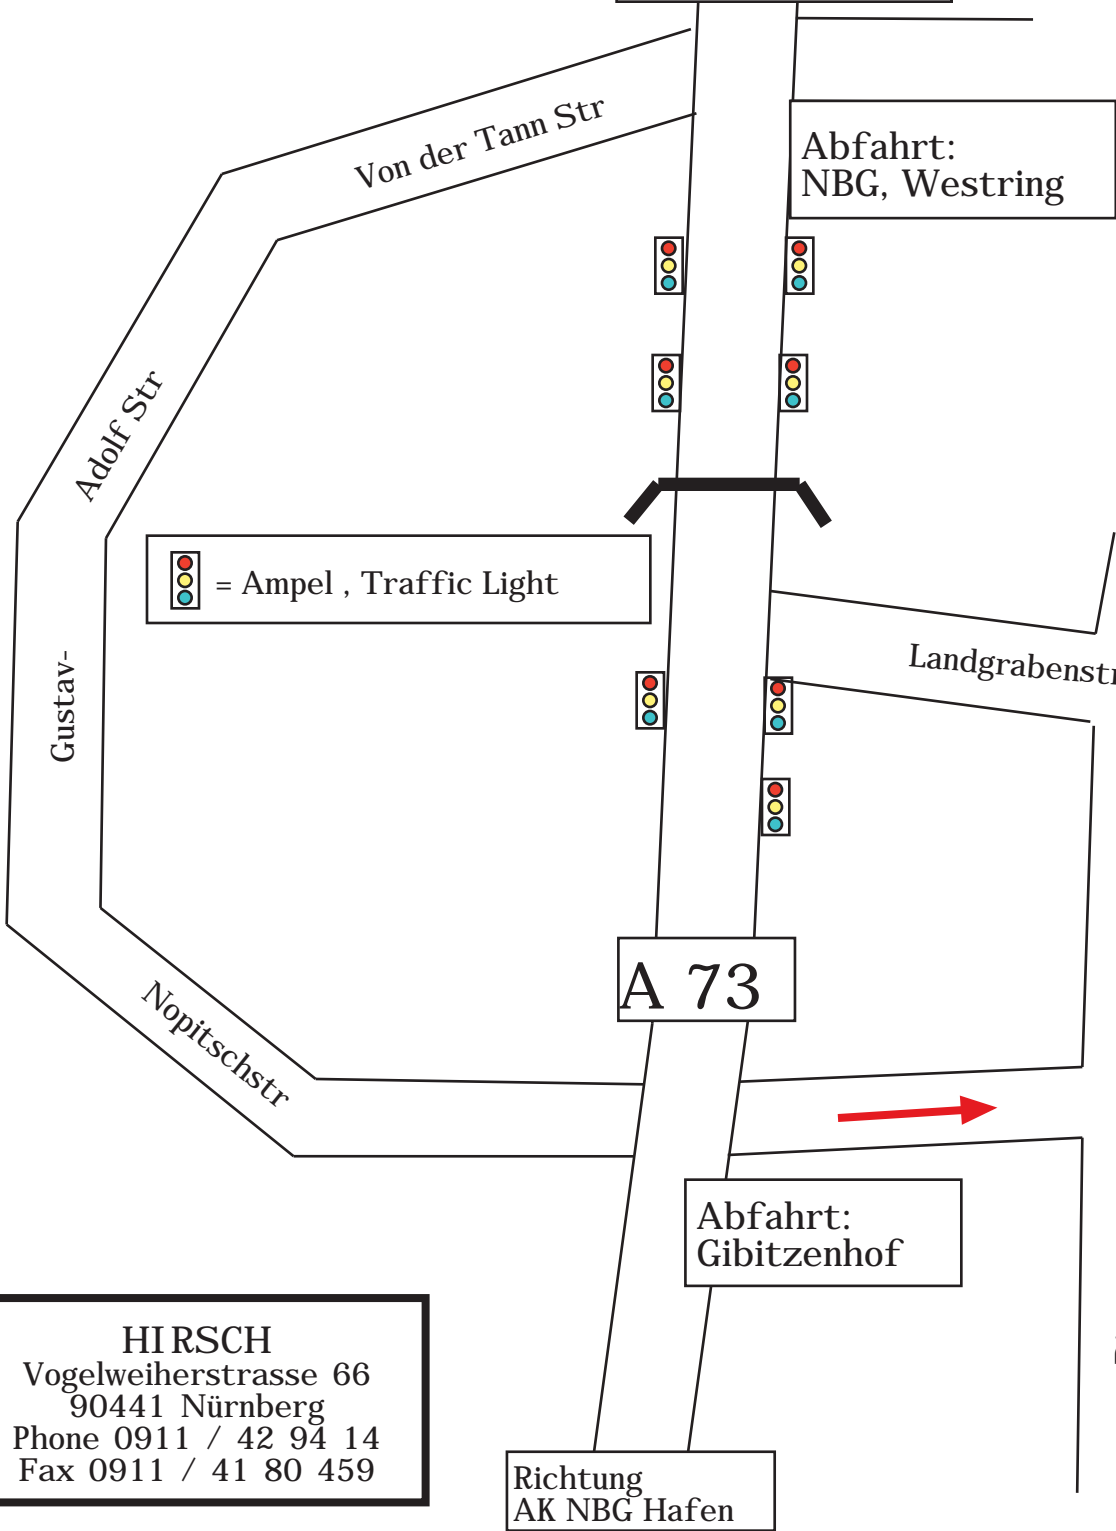 Von der Tann Str
Abfahrt:
NBG, Westring
Adolf Str
= Ampel , Traffic Light
Landgrabenstr
Gustav-
A 73
Nopitschstr
Abfahrt:
Gibitzenhof
HIRSCH
Vogelweiherstrasse 66
90441 Nürnberg
Phone 0911 / 42 94 14
Fax 0911 / 41 80 459
Richtung
AK NBG Hafen